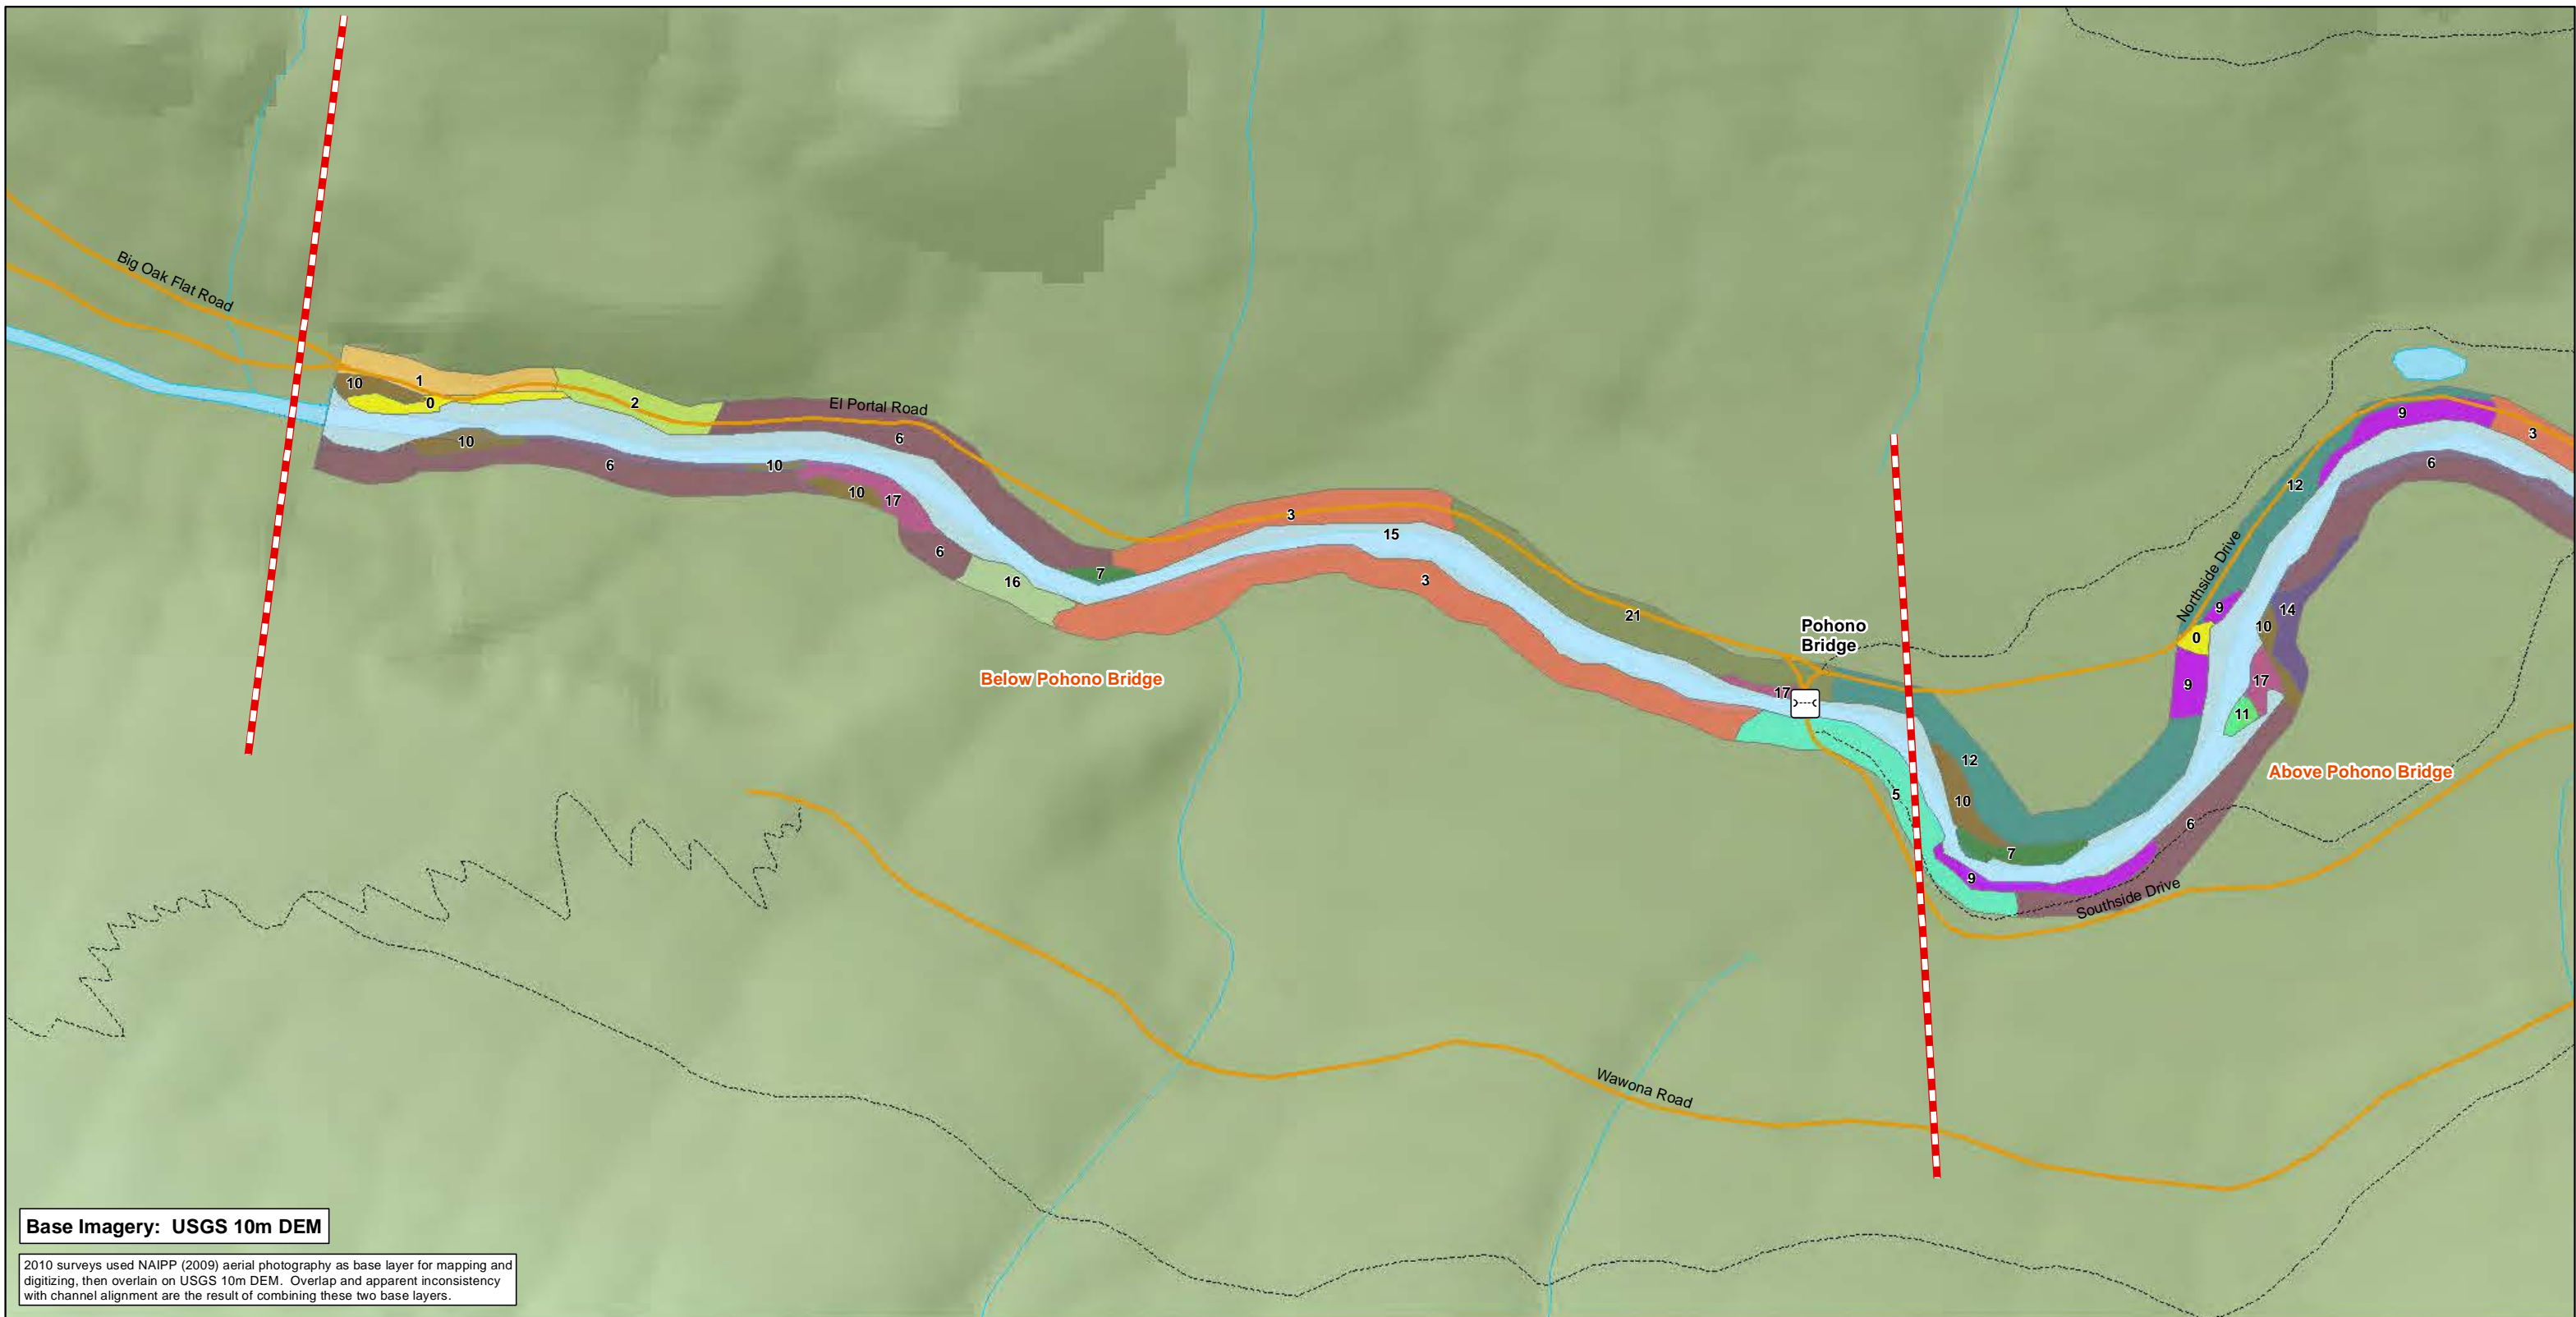 Big Oak Flat Road
1
10
0
2
El Portal Road
6
10
6
10
10
17
6
16
7
3
15
3
21
Pohono
Bridge
17
Below Pohono Bridge
5
12
10
7
9
6
Southside Drive
Above Pohono Bridge
9
3
6
12
Northside Drive
9
14
10
0
17
9
11
Wawona Road
Base Imagery: USGS 10m DEM
2010 surveys used NAIPP (2009) aerial photography as base layer for mapping and
digitizing, then overlain on USGS 10m DEM. Overlap and apparent inconsistency
with channel alignment are the result of combining these two base layers.